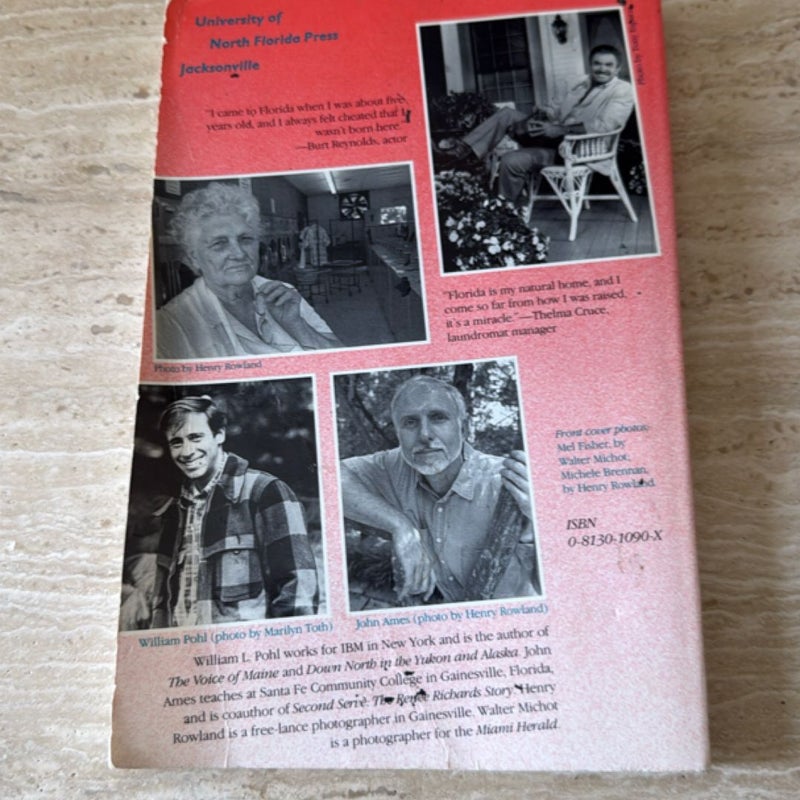 University of
North Florida Press
Jacksonville
"I came to Florida when I was about five
years old, and I always felt cheated that I
wasn't born here."
—Burt Reynolds, actor
Photo by
"Florida is my natural home, and I
come so far from how I was raised,
it's a miracle."—Thelma Cruce,
laundromat manager
Photo by Henry Rowland
Front cover photos:
Mel Fisher, by
Walter Michot;
Michele Brennan,
by Henry Rowland
ISBN
0-8130-1090-X
William Pohl (photo by Marilyn Toth)
John Ames (photo by Henry Rowland)
William L. Pohl works for IBM in New York and is the author of
The Voice of Maine and Down North in the Yukon and Alaska. John
Ames teaches at Santa Fe Community College in Gainesville, Florida,
and is coauthor of Second Serve: The Renée Richards Story. Henry
Rowland is a free-lance photographer in Gainesville. Walter Michot
is a photographer for the Miami Herald.